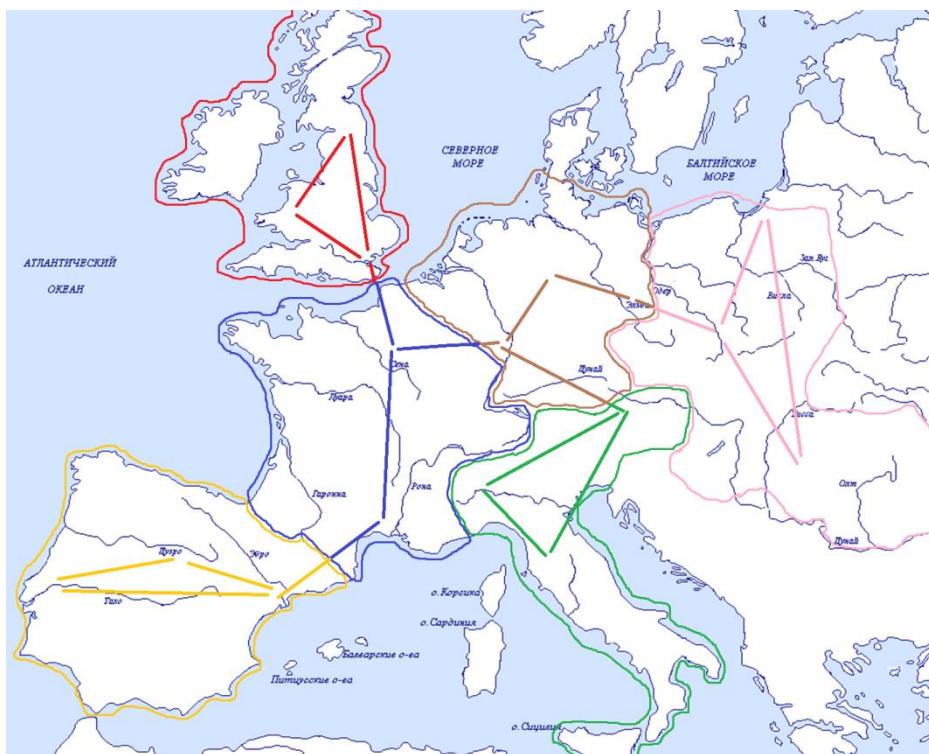 СЕВЕРНОЕ
МОРЕ
БАЛТИЙСКОЕ
МОРЕ
АТЛАНТИЧЕСКИЙ
ОКЕАН
Зап. Буг
Одер
Эльба
Висла
Сена
Дунай
Луара
Тисса
Гаронна
Рона
Олт
Дуэро
Эбро
Дунай
Тахо
о. Корсика
о. Сардиния
Балеарские о-ва
Питиусские о-ва
о. Сицилия